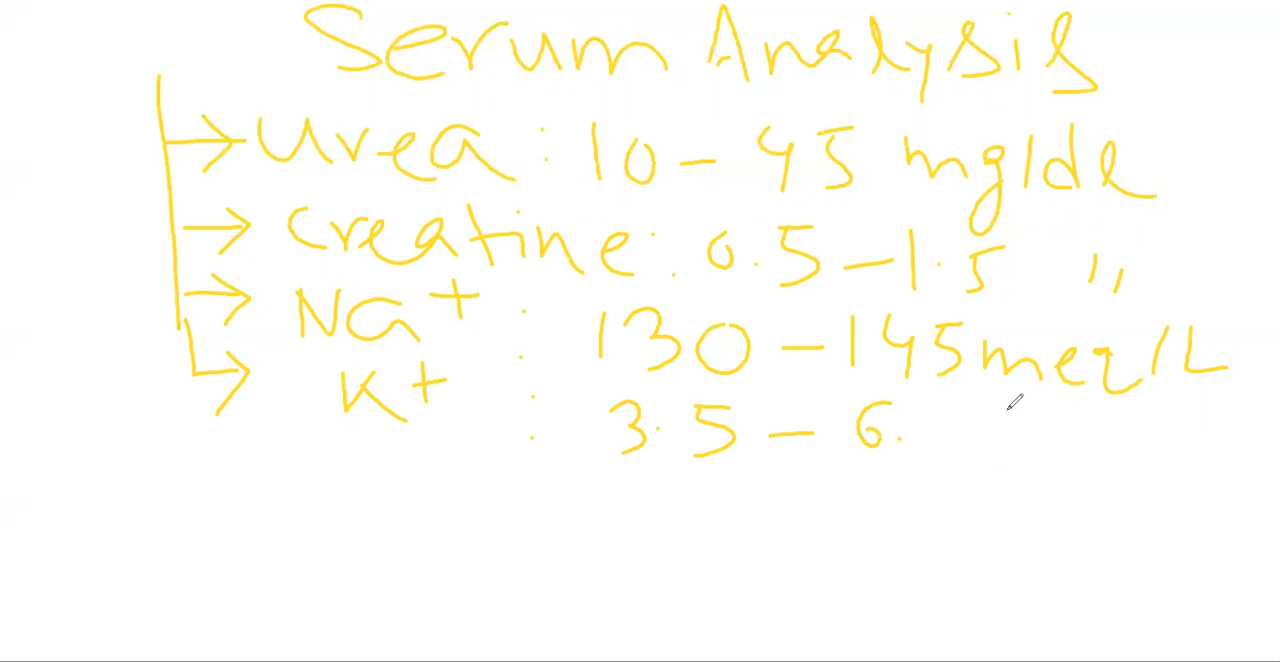 Serum Analysis
→ Urea : 10 - 45 mg/dl
→ Creatine : 0.5 - 1.5 "
→ Na+ : 130 - 145 meq/L
→ K+ : 3.5 - 6.